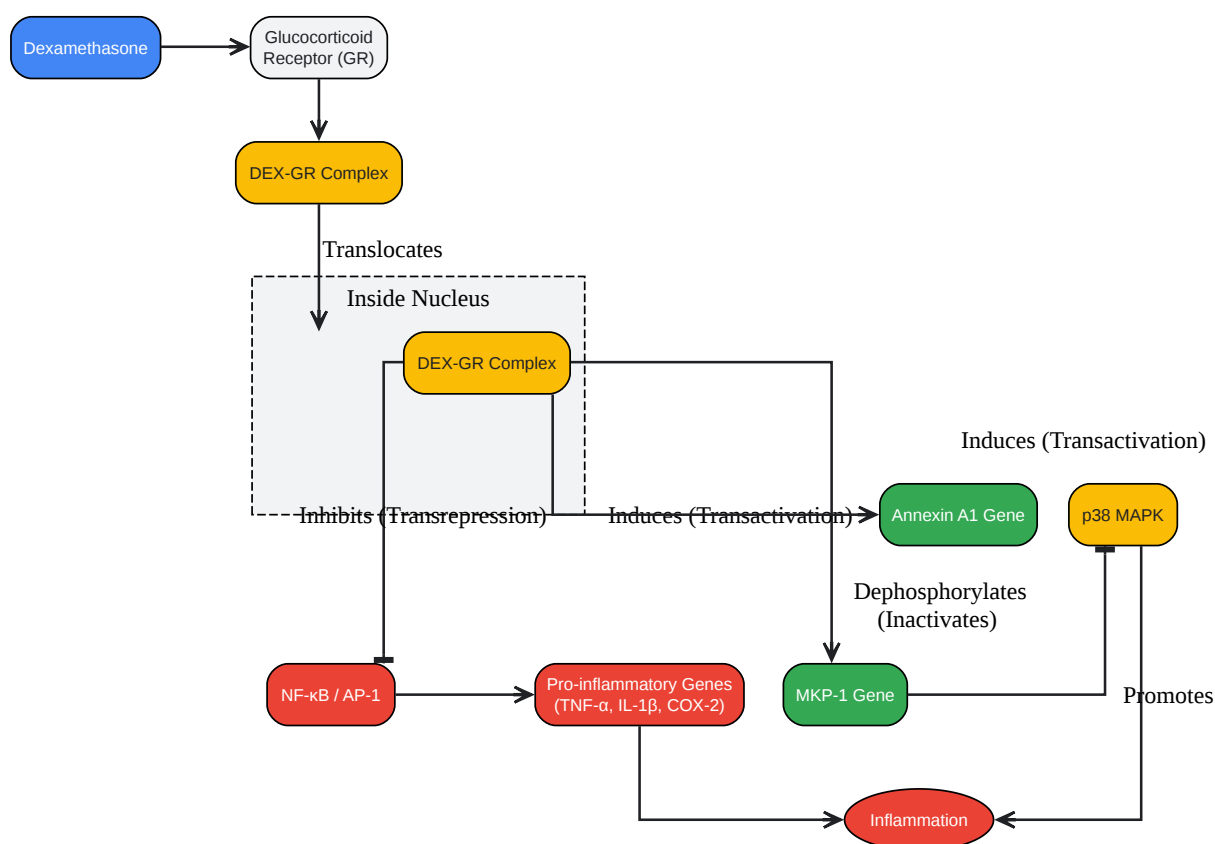 Dexamethasone
Glucocorticoid
Receptor (GR)
DEX-GR Complex
Translocates
Inside Nucleus
DEX-GR Complex
Induces (Transactivation)
Inhibits (Transrepression)
Induces (Transactivation)
Annexin A1 Gene
p38 MAPK
Dephosphorylates
(Inactivates)
NF-κB / AP-1
Pro-inflammatory Genes
(TNF-α, IL-1β, COX-2)
MKP-1 Gene
Promotes
Inflammation